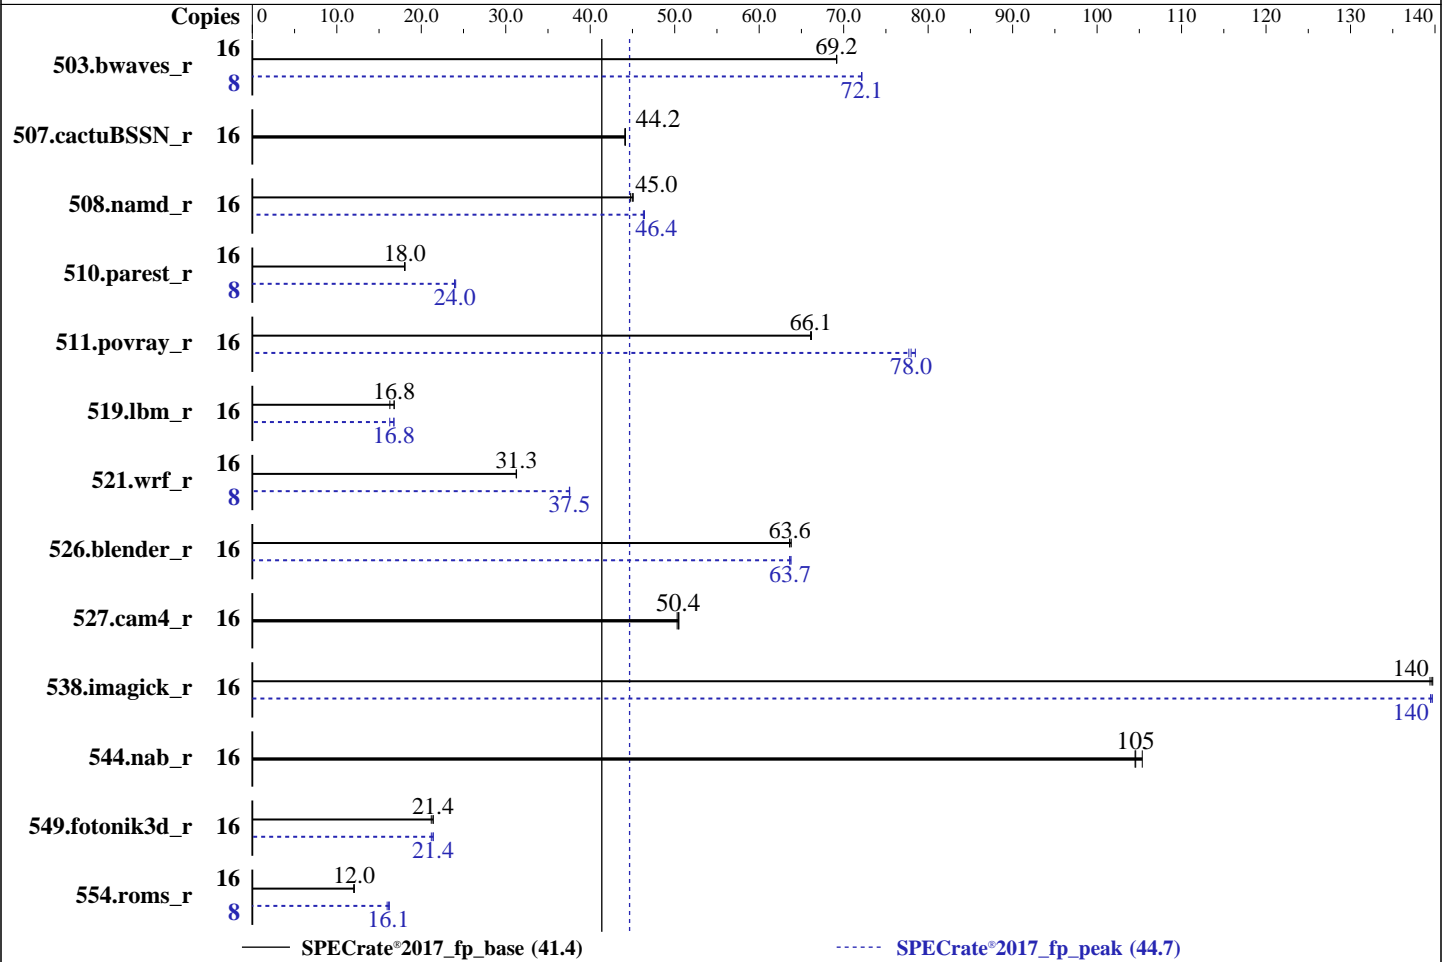 Copies 0 10.0 20.0 30.0 40.0 50.0 60.0 70.0 80.0 90.0 100 110 120 130 140
503.bwaves_r 16 69.2
8 72.1
507.cactuBSSN_r 16 44.2
508.namd_r 16 45.0
46.4
510.parest_r 16 18.0
8 24.0
511.povray_r 16 66.1
78.0
519.lbm_r 16 16.8
16.8
521.wrf_r 16 31.3
8 37.5
526.blender_r 16 63.6
63.7
527.cam4_r 16 50.4
538.imagick_r 16 140
140
544.nab_r 16 105
549.fotonik3d_r 16 21.4
21.4
554.roms_r 16 12.0
8 16.1
SPECrate®2017_fp_base (41.4) SPECrate®2017_fp_peak (44.7)